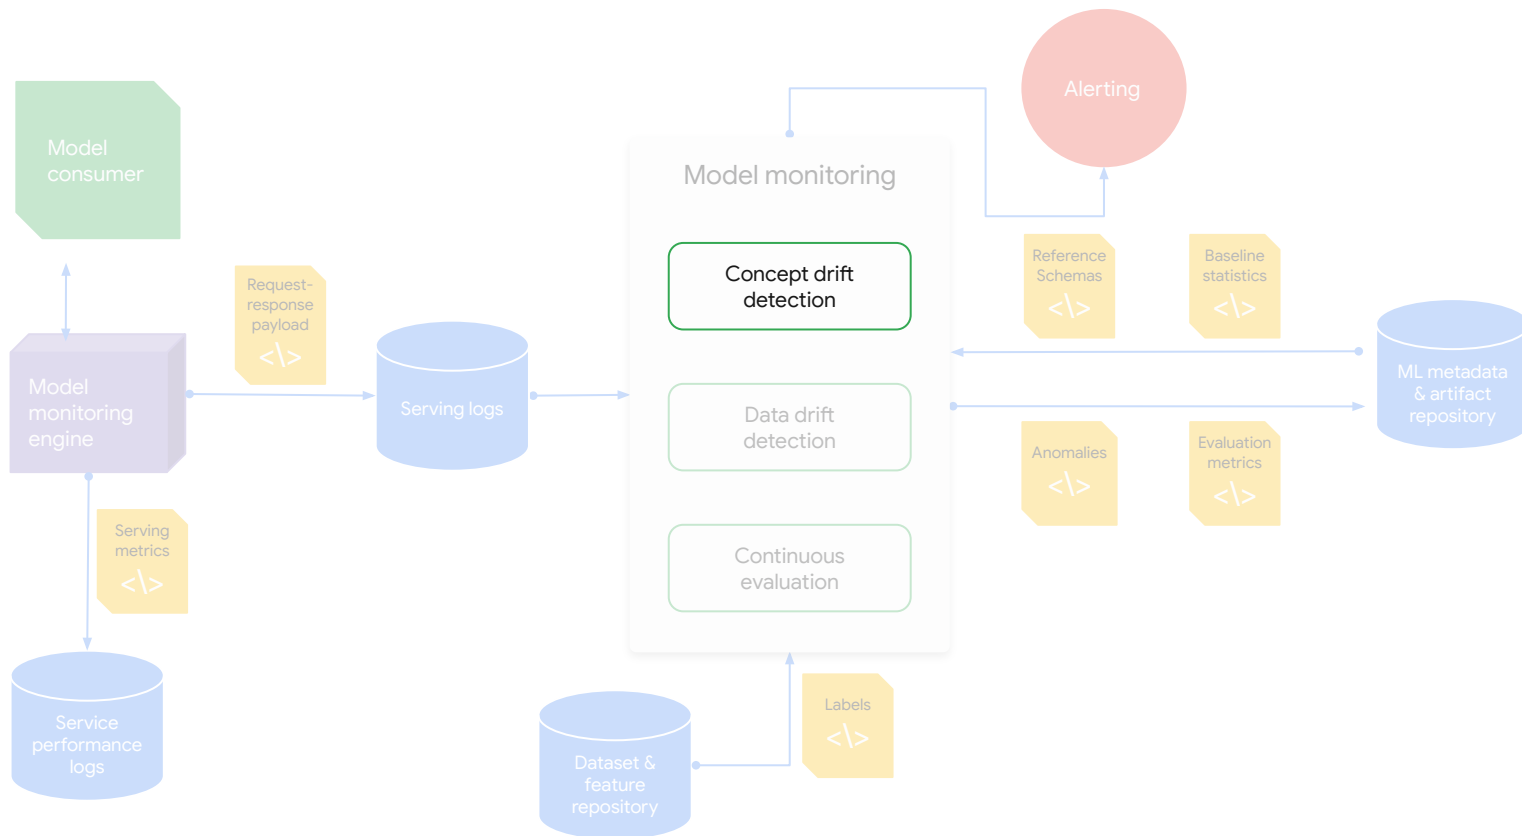 Alerting
Model
consumer
Model monitoring
Concept drift
detection
Data drift
detection
Continuous
evaluation
Request-
response
payload
</>
Serving logs
Model
monitoring
engine
Serving
metrics
</>
Service
performance
logs
Reference
Schemas
</>
Baseline
statistics
</>
ML metadata
& artifact
repository
Anomalies
<\>
Evaluation
metrics
<\>
Labels
<\>
Dataset &
feature
repository